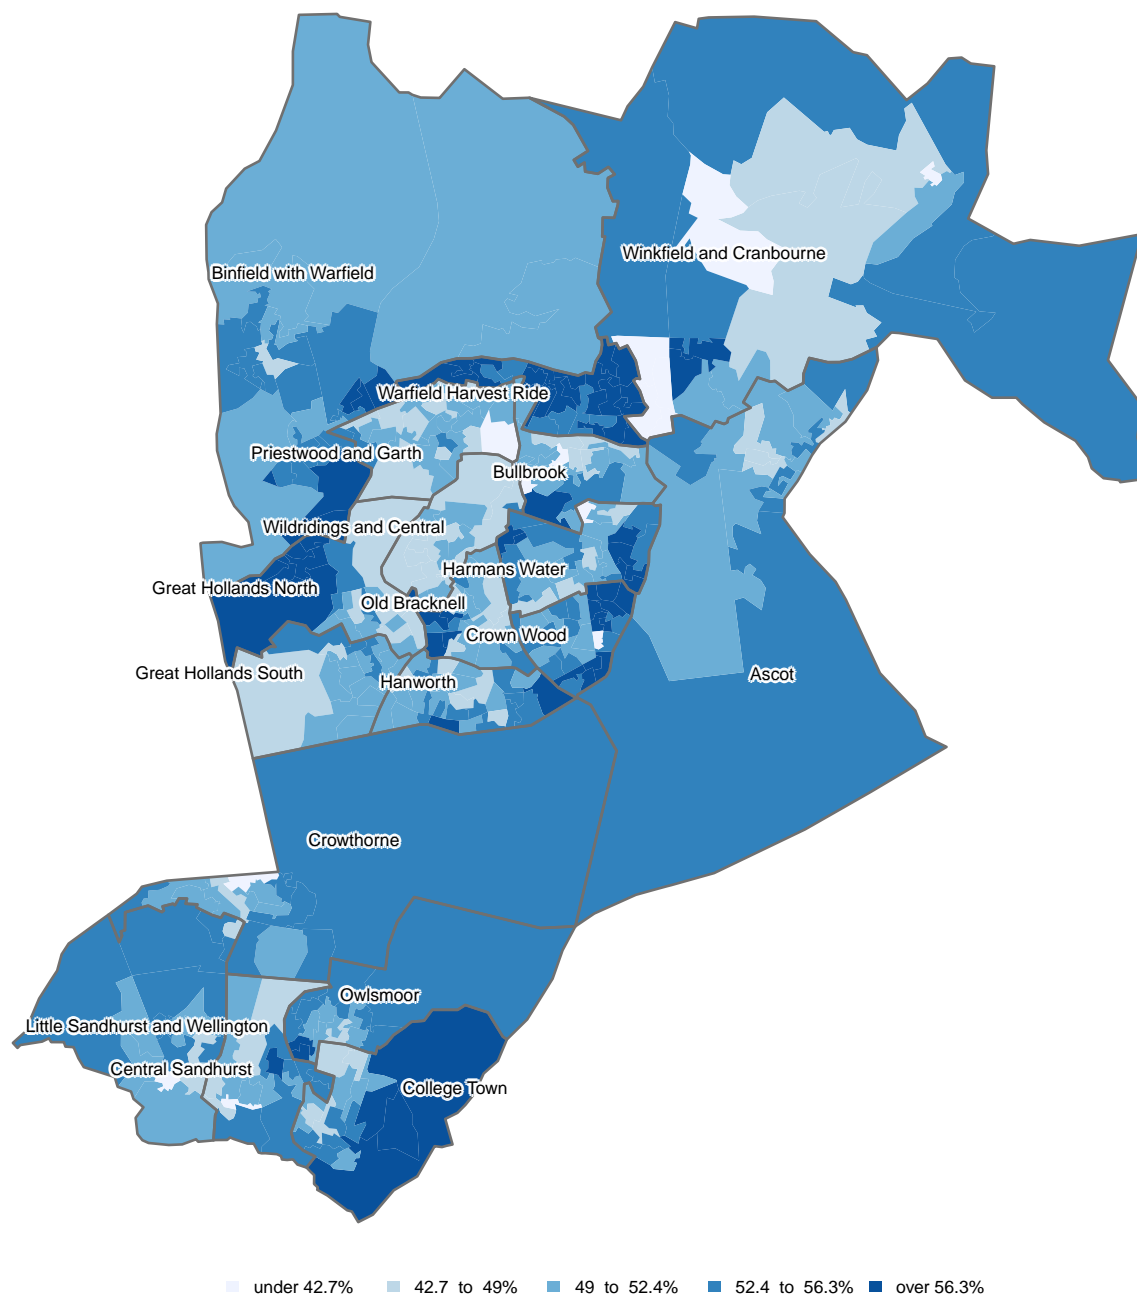 Winkfield and Cranbourne
Binfield with Warfield
Warfield Harvest Ride
Priestwood and Garth
Bullbrook
Wildridings and Central
Harmans Water
Great Hollands North
Old Bracknell
Crown Wood
Great Hollands South
Hanworth
Ascot
Crowthorne
Owlsmoor
Little Sandhurst and Wellington
Central Sandhurst
College Town
under 42.7% 42.7 to 49% 49 to 52.4% 52.4 to 56.3% over 56.3%